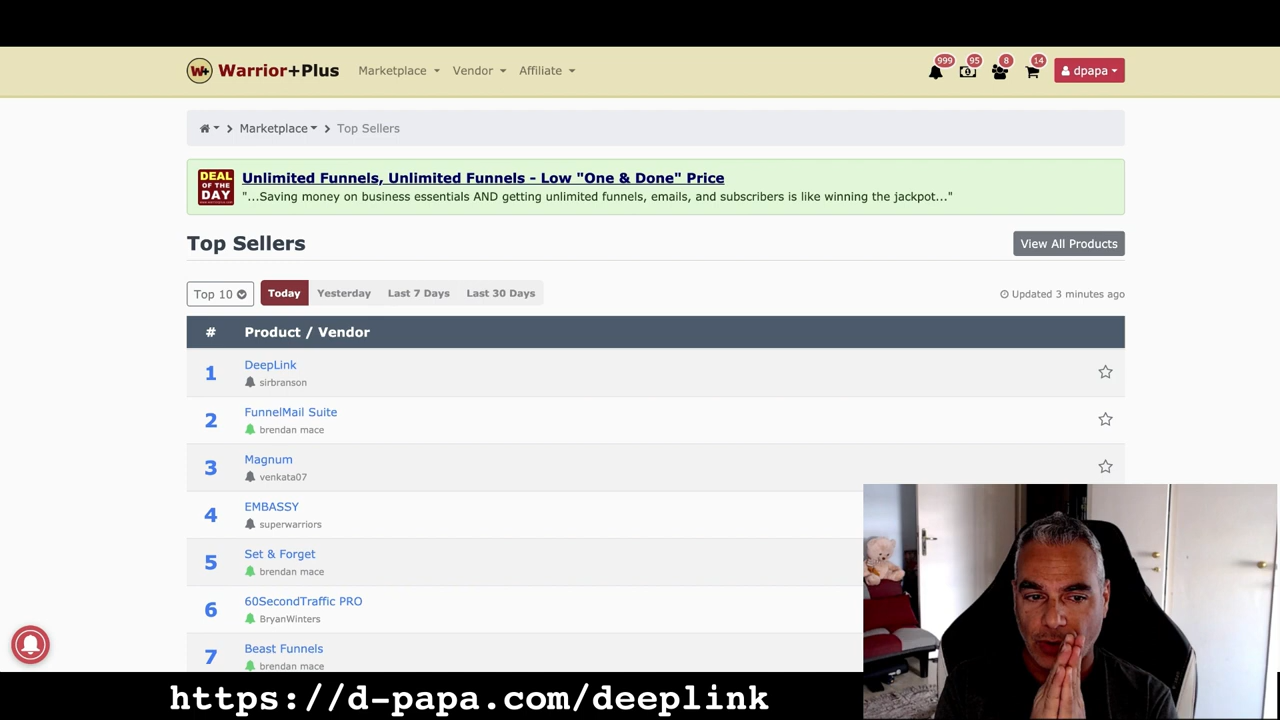 Warrior+Plus Marketplace Vendor Affiliate 999 95 8 14 dpapa
Marketplace Top Sellers
DEAL OF THE DAY
Unlimited Funnels, Unlimited Funnels - Low "One & Done" Price
"...Saving money on business essentials AND getting unlimited funnels, emails, and subscribers is like winning the jackpot..."
Top Sellers View All Products
Top 10 Today Yesterday Last 7 Days Last 30 Days Updated 3 minutes ago
# Product / Vendor
1 DeepLink
sirbranson
2 FunnelMail Suite
brendan mace
3 Magnum
venkata07
4 EMBASSY
superwarriors
5 Set & Forget
brendan mace
6 60SecondTraffic PRO
BryanWinters
7 Beast Funnels
brendan mace
https://d-papa.com/deeplink